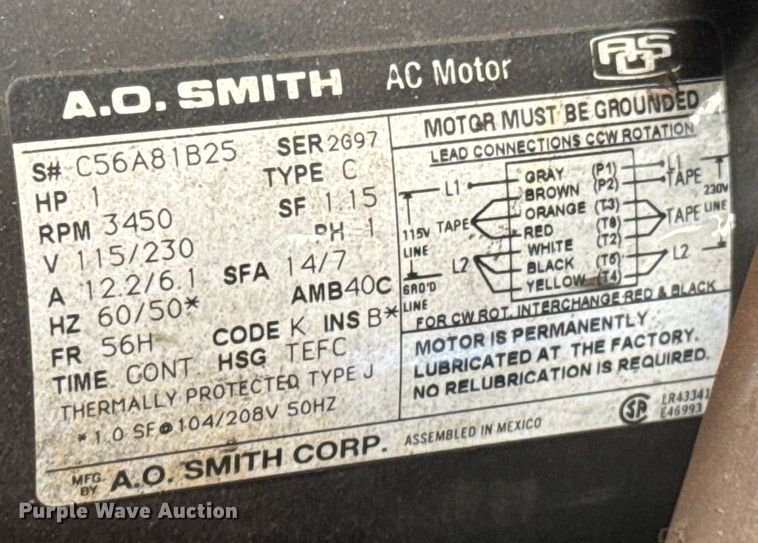 A.O. SMITH AC Motor AOS
S# C56A81B25 SER 2G97
HP 1 TYPE C
RPM 3450 SF 1.15
V 115/230 PH 1
A 12.2/6.1 SFA 14/7
HZ 60/50* AMB40C
FR 56H CODE K INS B*
TIME CONT HSG TEFC
THERMALLY PROTECTED TYPE J
*1.0 SF@104/208V 50HZ
MOTOR MUST BE GROUNDED
LEAD CONNECTIONS CCW ROTATION
L1 GRAY (P1) L1
BROWN (P2) TAPE
115V LINE TAPE ORANGE (T3) TAPE 230V LINE
RED (T8)
WHITE (T2)
L2 BLACK (T5) L2
GRO'D LINE YELLOW (T4)
FOR CW ROT. INTERCHANGE RED & BLACK
MOTOR IS PERMANENTLY
LUBRICATED AT THE FACTORY.
NO RELUBRICATION IS REQUIRED.
MFG. BY A.O. SMITH CORP. ASSEMBLED IN MEXICO
SA LR43341
E46993
Purple Wave Auction